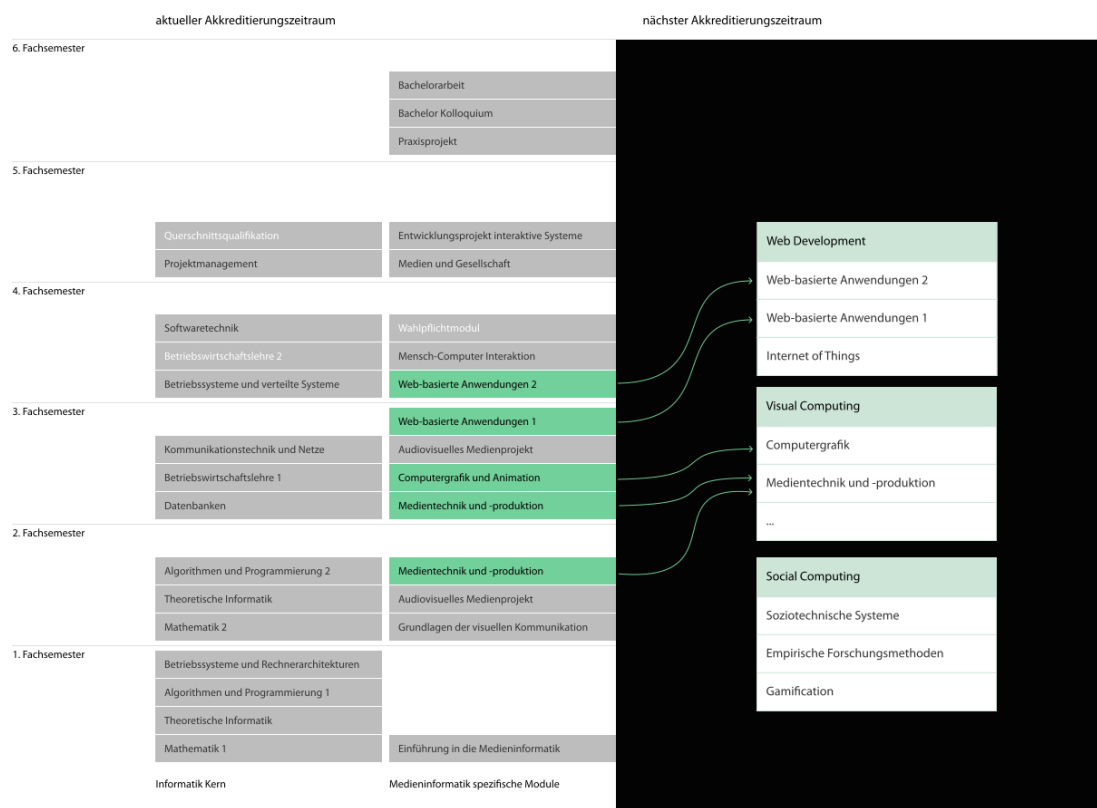 aktueller Akkreditierungszeitraum
nächster Akkreditierungszeitraum
6. Fachsemester
Bachelorarbeit
Bachelor Kolloquium
Praxisprojekt
5. Fachsemester
Querschnittsqualifikation
Projektmanagement
Entwicklungsprojekt interaktive Systeme
Medien und Gesellschaft
4. Fachsemester
Softwaretechnik
Betriebswirtschaftslehre 2
Betriebssysteme und verteilte Systeme
Wahlpflichtmodul
Mensch-Computer Interaktion
Web-basierte Anwendungen 2
3. Fachsemester
Kommunikationstechnik und Netze
Betriebswirtschaftslehre 1
Datenbanken
Web-basierte Anwendungen 1
Audiovisuelles Medienprojekt
Computergrafik und Animation
Medientechnik und -produktion
2. Fachsemester
Algorithmen und Programmierung 2
Theoretische Informatik
Mathematik 2
Medientechnik und -produktion
Audiovisuelles Medienprojekt
Grundlagen der visuellen Kommunikation
1. Fachsemester
Betriebssysteme und Rechnerarchitekturen
Algorithmen und Programmierung 1
Theoretische Informatik
Mathematik 1
Einführung in die Medieninformatik
Informatik Kern
Medieninformatik spezifische Module
Web Development
Web-basierte Anwendungen 2
Web-basierte Anwendungen 1
Internet of Things
Visual Computing
Computergrafik
Medientechnik und -produktion
...
Social Computing
Soziotechnische Systeme
Empirische Forschungsmethoden
Gamification